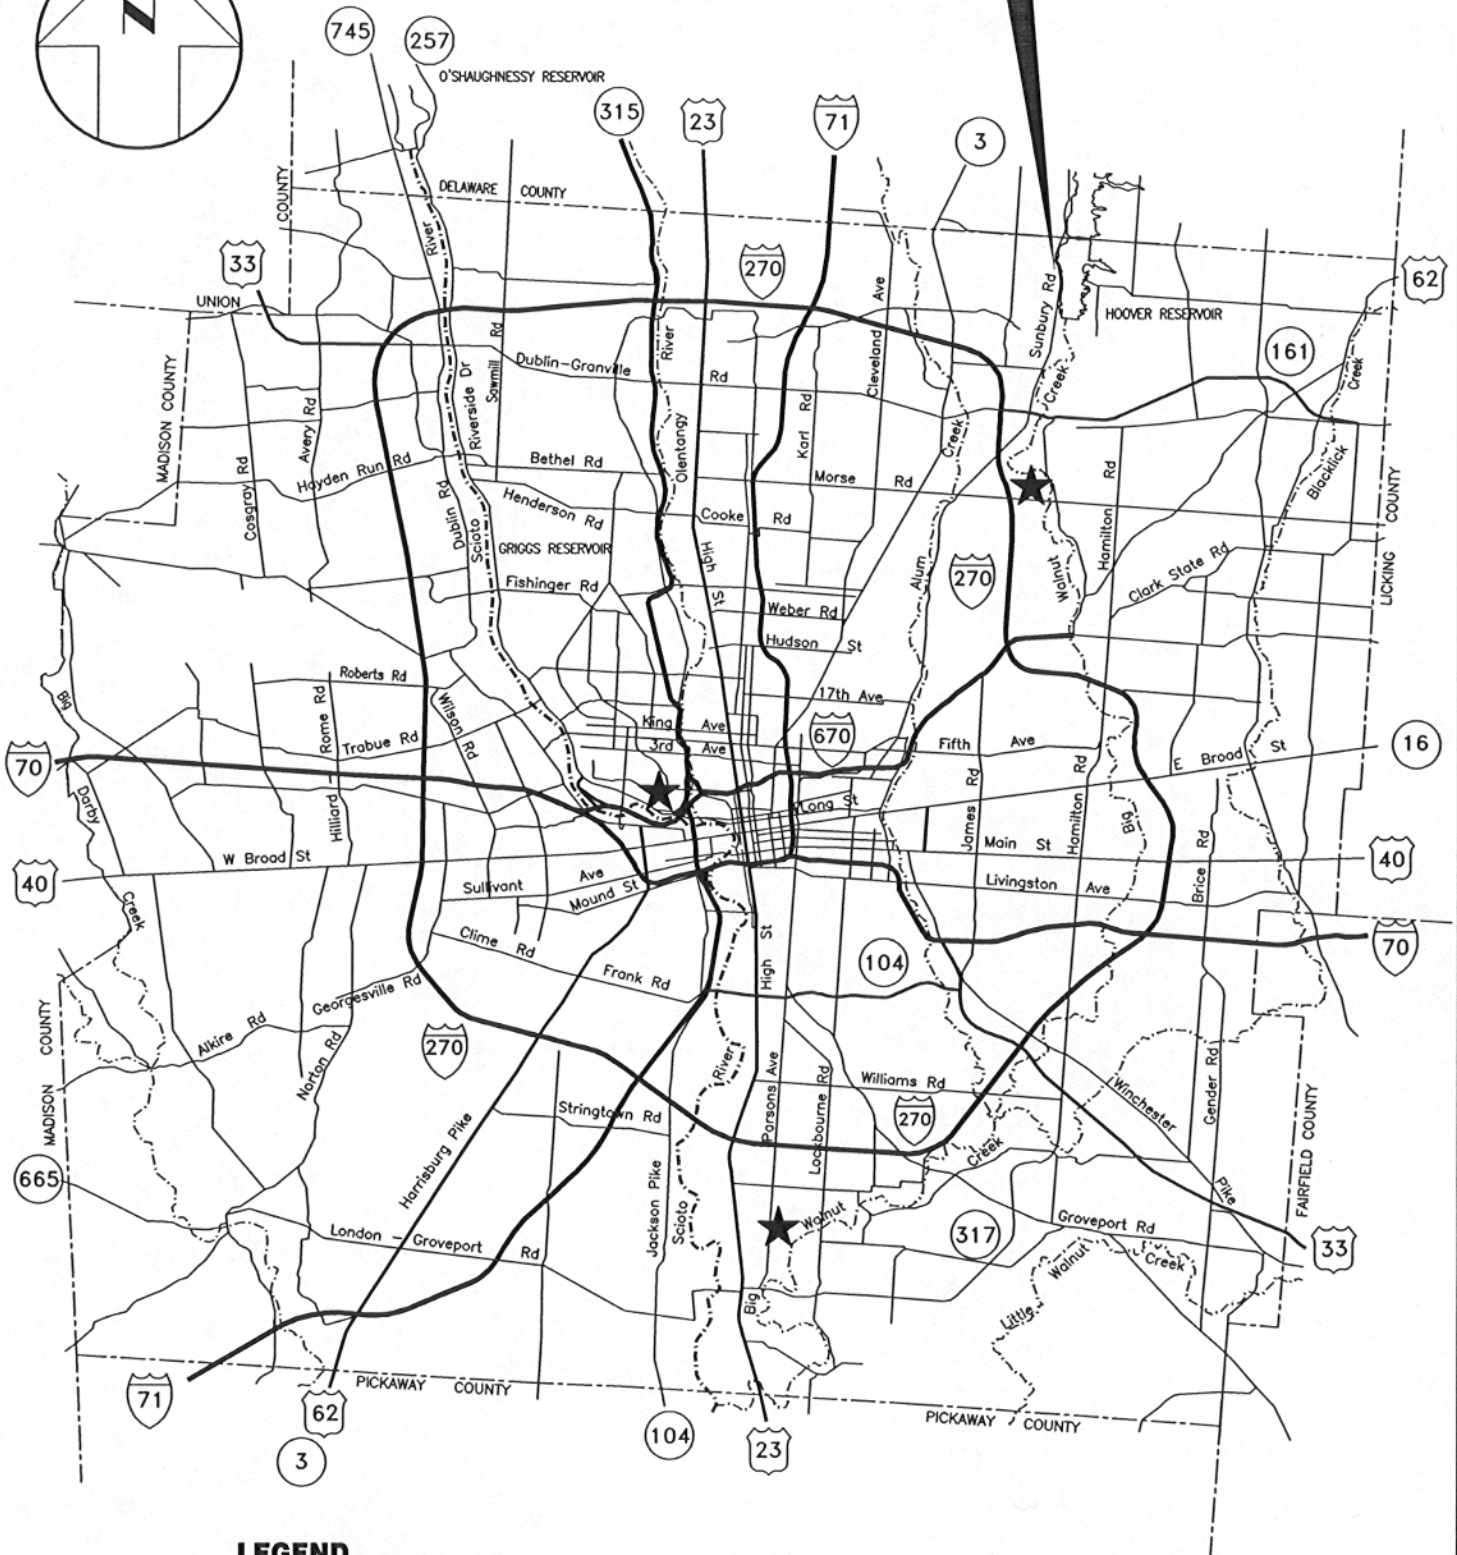 N
745
257
O'SHAUGHNESSY RESERVOIR
315
23
71
3
DELAWARE COUNTY
COUNTY
River
33
270
62
UNION
Ave
Sunbury Rd
HOOVER RESERVOIR
Rd
River
161
Dublin-Granville
Rd
Cleveland
Creek
Creek
MADISON COUNTY
Riverside Dr
Sawmill
Avery Rd
Karl Rd
Olentangy
Creek
Cosgray Rd
Hayden Run Rd
Bethel Rd
Morse Rd
Rd
Blacklick
COUNTY
Dublin Rd
Henderson Rd
Cooke Rd
Hamilton
Scioto
GRIGGS RESERVOIR
High St
Alum
270
Walnut
Clark State Rd
LICKING
Fishinger Rd
Weber Rd
Hudson St
Roberts Rd
Big
Rome Rd
Wilson Rd
17th Ave
King Ave
670
Trabue Rd
3rd Ave
Fifth Ave
E Broad St
16
70
Darby
Hilliard
Long St
James Rd
Hamilton Rd
Big
W Broad St
Main St
Brice Rd
40
40
Sullivant Ave
Livingston Ave
Creek
Mound St
Clime Rd
High St
104
70
Frank Rd
Georgesville Rd
COUNTY
Alkire Rd
270
Norton Rd
River
Parsons Ave
Lockbourne Rd
Williams Rd
Gender Rd
MADISON
Stringtown Rd
270
Winchester
FAIRFIELD COUNTY
Harrisburg Pike
Creek
665
Jackson Pike
Scioto
Pike
Walnut
London - Groveport Rd
317
Groveport Rd
33
Walnut
Creek
Big
Little
71
62
PICKAWAY COUNTY
PICKAWAY COUNTY
104
23
3
LEGEND